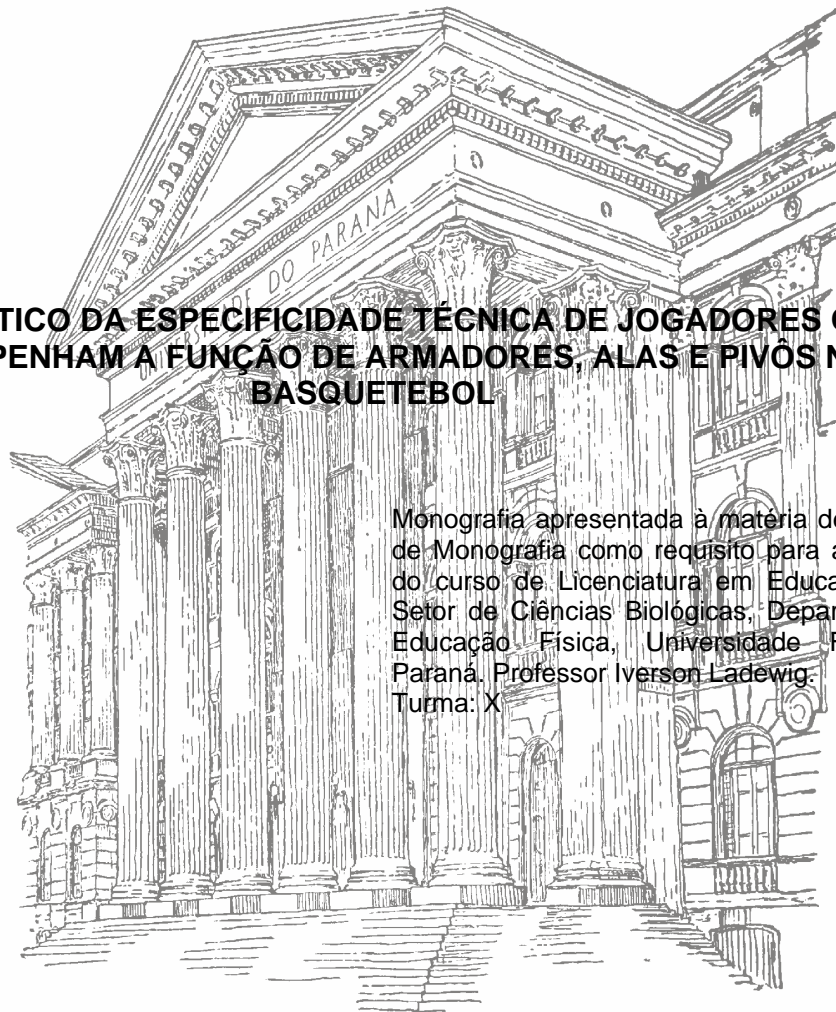 DE DO PARANÁ
TICO DA ESPECIFICIDADE TÉCNICA DE JOGADORES
PENHAM A FUNÇÃO DE ARMADORES, ALAS E PIVÔS
BASQUETEBOL
Monografia apresentada à matéria
de Monografia como requisito para a
do curso de Licenciatura em Educa
Setor de Ciências Biológicas, Depar
Educação Física, Universidade F
Paraná. Professor Iverson Ladewig.
Turma: X